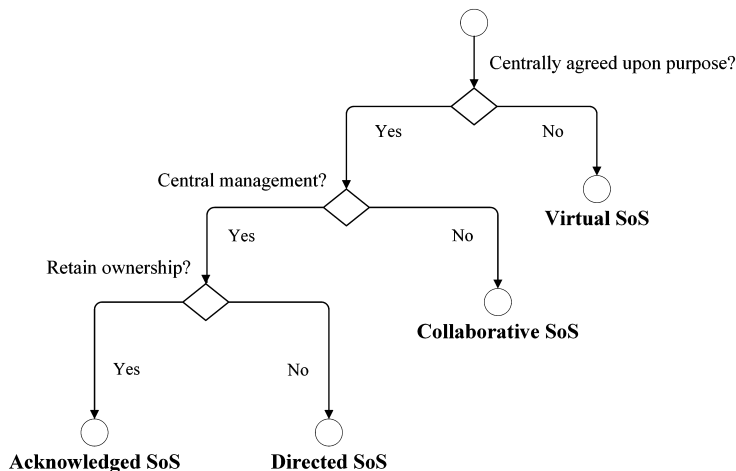 Centrally agreed upon purpose?
Yes
No
Central management?
Virtual SoS
Yes
No
Retain ownership?
Collaborative SoS
Yes
No
Acknowledged SoS
Directed SoS